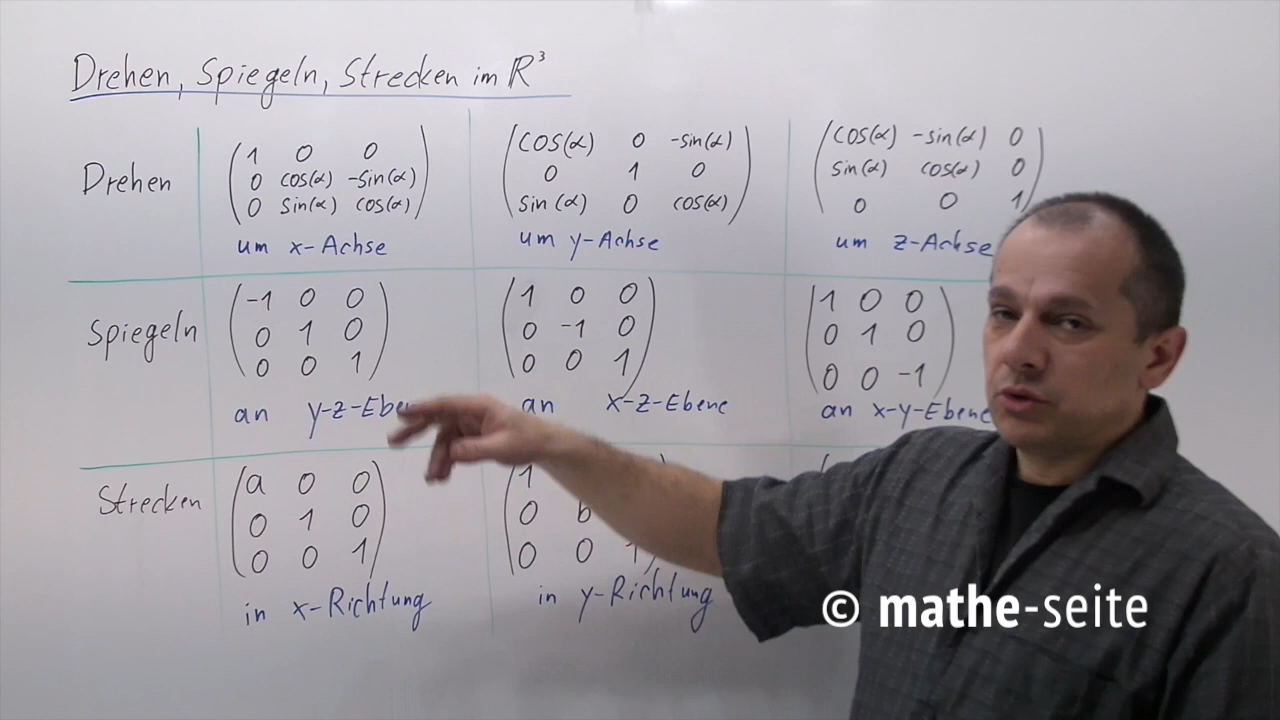 Drehen, Spiegeln, Strecken im ℝ³
Drehen
1 0 0
0 cos(α) -sin(α)
0 sin(α) cos(α)
um x-Achse
cos(α) 0 -sin(α)
0 1 0
sin(α) 0 cos(α)
um y-Achse
cos(α) -sin(α) 0
sin(α) cos(α) 0
0 0 1
um z-Achse
Spiegeln
-1 0 0
0 1 0
0 0 1
an y-z-Ebene
1 0 0
0 -1 0
0 0 1
an x-z-Ebene
1 0 0
0 1 0
0 0 -1
an x-y-Ebene
Strecken
a 0 0
0 1 0
0 0 1
in x-Richtung
1
0 b
0 0 1
in y-Richtung
© mathe-seite